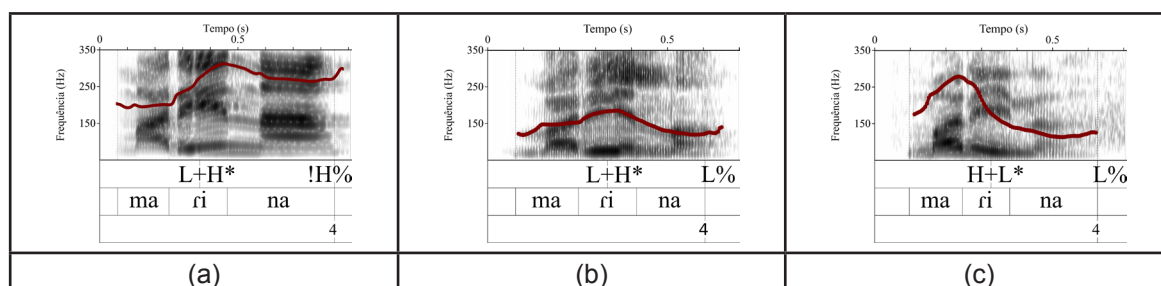 Tempo (s)
0 0.5
Frequência (Hz)
350
250
150
L+H* !H%
ma ɾi na
4
(a)
Tempo (s)
0 0.5
Frequência (Hz)
350
250
150
L+H* L%
ma ɾi na
4
(b)
Tempo (s)
0 0.5
Frequência (Hz)
350
250
150
H+L* L%
ma ɾi na
4
(c)